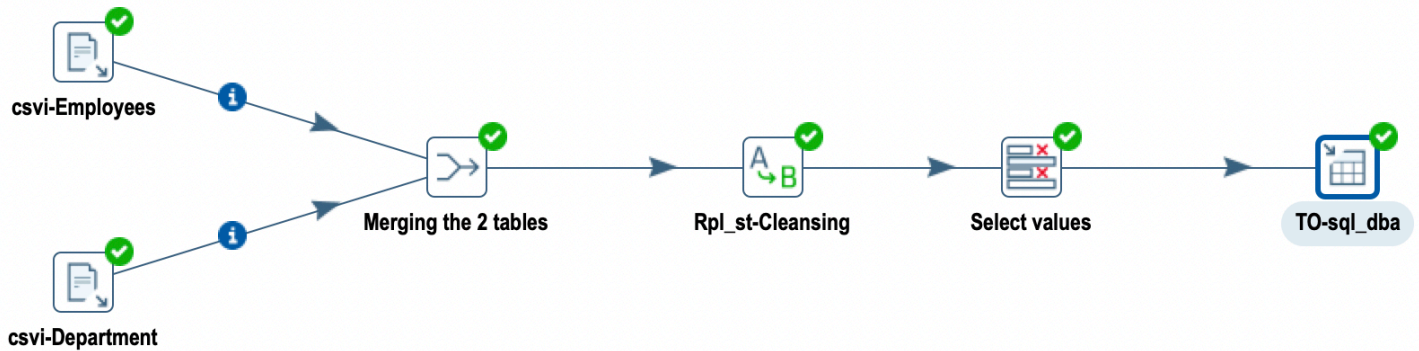 csvi-Employees
Merging the 2 tables
Rpl_st-Cleansing
A
B
Select values
TO-sql_dba
csvi-Department